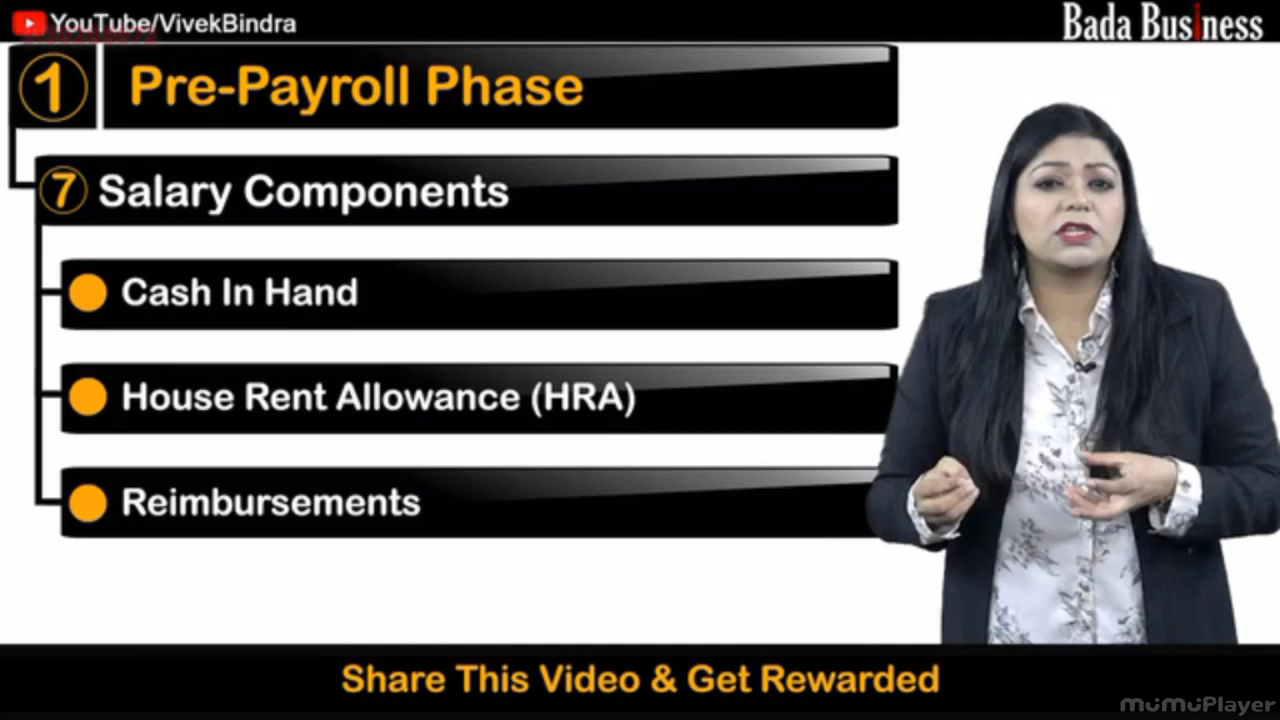 YouTube/VivekBindra
Bada Business
1 Pre-Payroll Phase
7 Salary Components
Cash In Hand
House Rent Allowance (HRA)
Reimbursements
Share This Video & Get Rewarded
MuMuPlayer